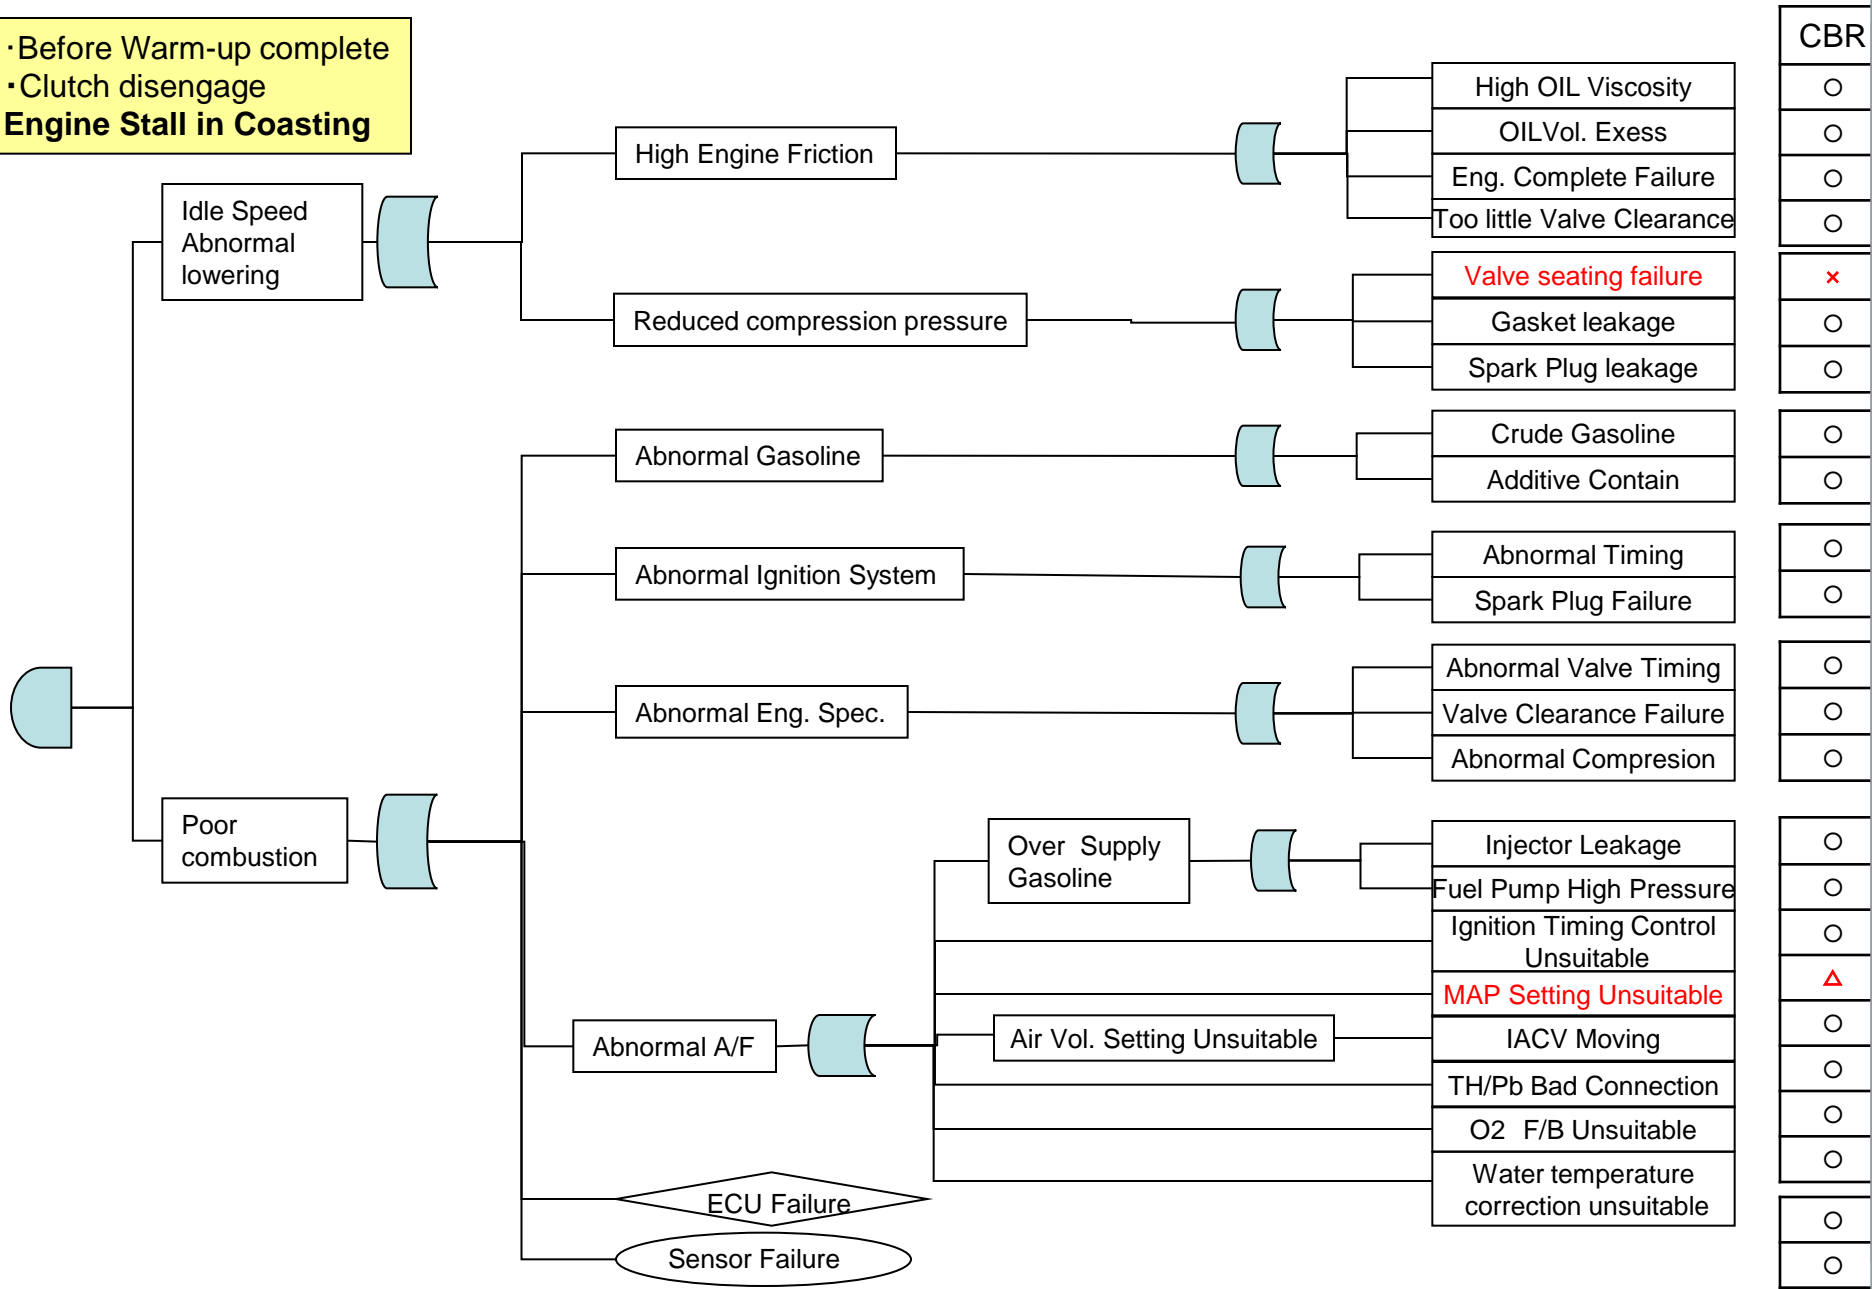 ・Before Warm-up complete
・Clutch disengage
Engine Stall in Coasting
CBR
Idle Speed
Abnormal
lowering
High Engine Friction
High OIL Viscosity
○
OILVol. Exess
○
Eng. Complete Failure
○
Too little Valve Clearance
○
Reduced compression pressure
Valve seating failure
×
Gasket leakage
○
Spark Plug leakage
○
Poor
combustion
Abnormal Gasoline
Crude Gasoline
○
Additive Contain
○
Abnormal Ignition System
Abnormal Timing
○
Spark Plug Failure
○
Abnormal Eng. Spec.
Abnormal Valve Timing
○
Valve Clearance Failure
○
Abnormal Compresion
○
Abnormal A/F
Over Supply
Gasoline
Injector Leakage
○
Fuel Pump High Pressure
○
Ignition Timing Control
Unsuitable
○
MAP Setting Unsuitable
△
Air Vol. Setting Unsuitable
IACV Moving
○
TH/Pb Bad Connection
○
O2 F/B Unsuitable
○
Water temperature
correction unsuitable
○
ECU Failure
○
Sensor Failure
○